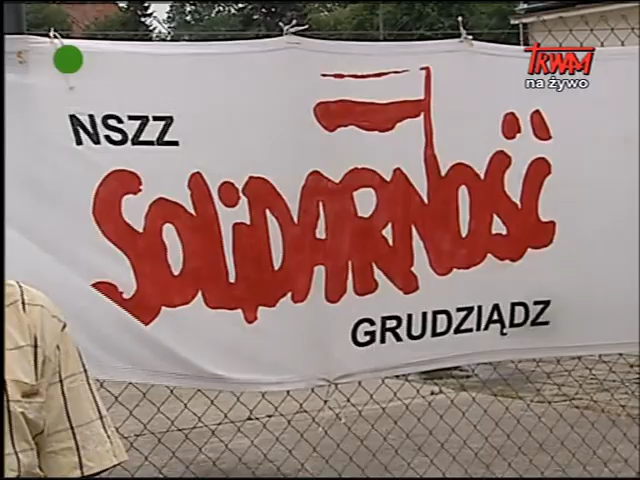 TRWAM
na żywo
NSZZ
SOLiDARNOŚĆ
GRUDZIĄDZ